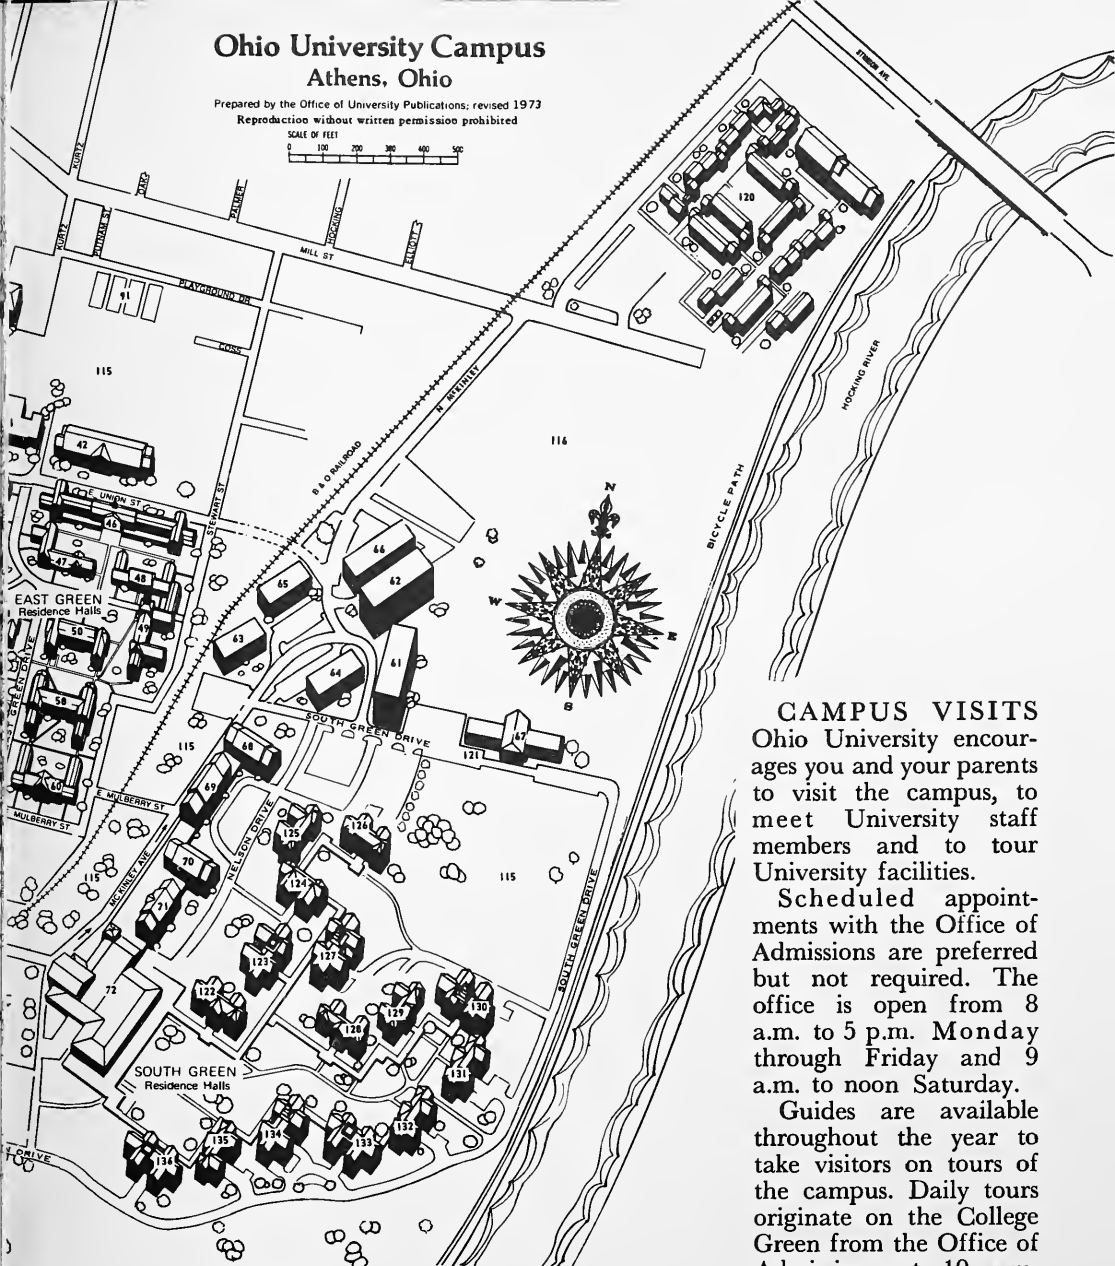 Ohio University Campus
Athens, Ohio
Prepared by the Office of University Publications; revised 1973
Reproduction without written permission prohibited
SCALE OF FEET
0 100 200 300 400 500
STIMSON AVE.
KURTZ
OAK
PALMER
HOCKING
ELLIOTT
KURTZ
PUTNAM ST.
MILL ST
120
PLAYGROUND DR
91
COSS
115
N McKINLEY
HOCKING RIVER
116
42
B & O RAILROAD
BICYCLE PATH
E UNION ST
STEWART ST
N
W
E
S
46
47
48
66
62
65
EAST GREEN
Residence Halls
50
49
63
61
64
58
SOUTH GREEN DRIVE
67
121
115
68
60
69
E MULBERRY ST
MULBERRY ST
NELSON DRIVE
125
126
70
124
115
115
McKINLEY AVE
71
SOUTH GREEN DRIVE
123
127
72
122
130
129
128
131
SOUTH GREEN
Residence Halls
132
133
134
135
136
DRIVE
CAMPUS VISITS
Ohio University encour-
ages you and your parents
to visit the campus, to
meet University staff
members and to tour
University facilities.
Scheduled appoint-
ments with the Office of
Admissions are preferred
but not required. The
office is open from 8
a.m. to 5 p.m. Monday
through Friday and 9
a.m. to noon Saturday.
Guides are available
throughout the year to
take visitors on tours of
the campus. Daily tours
originate on the College
Green from the Office of